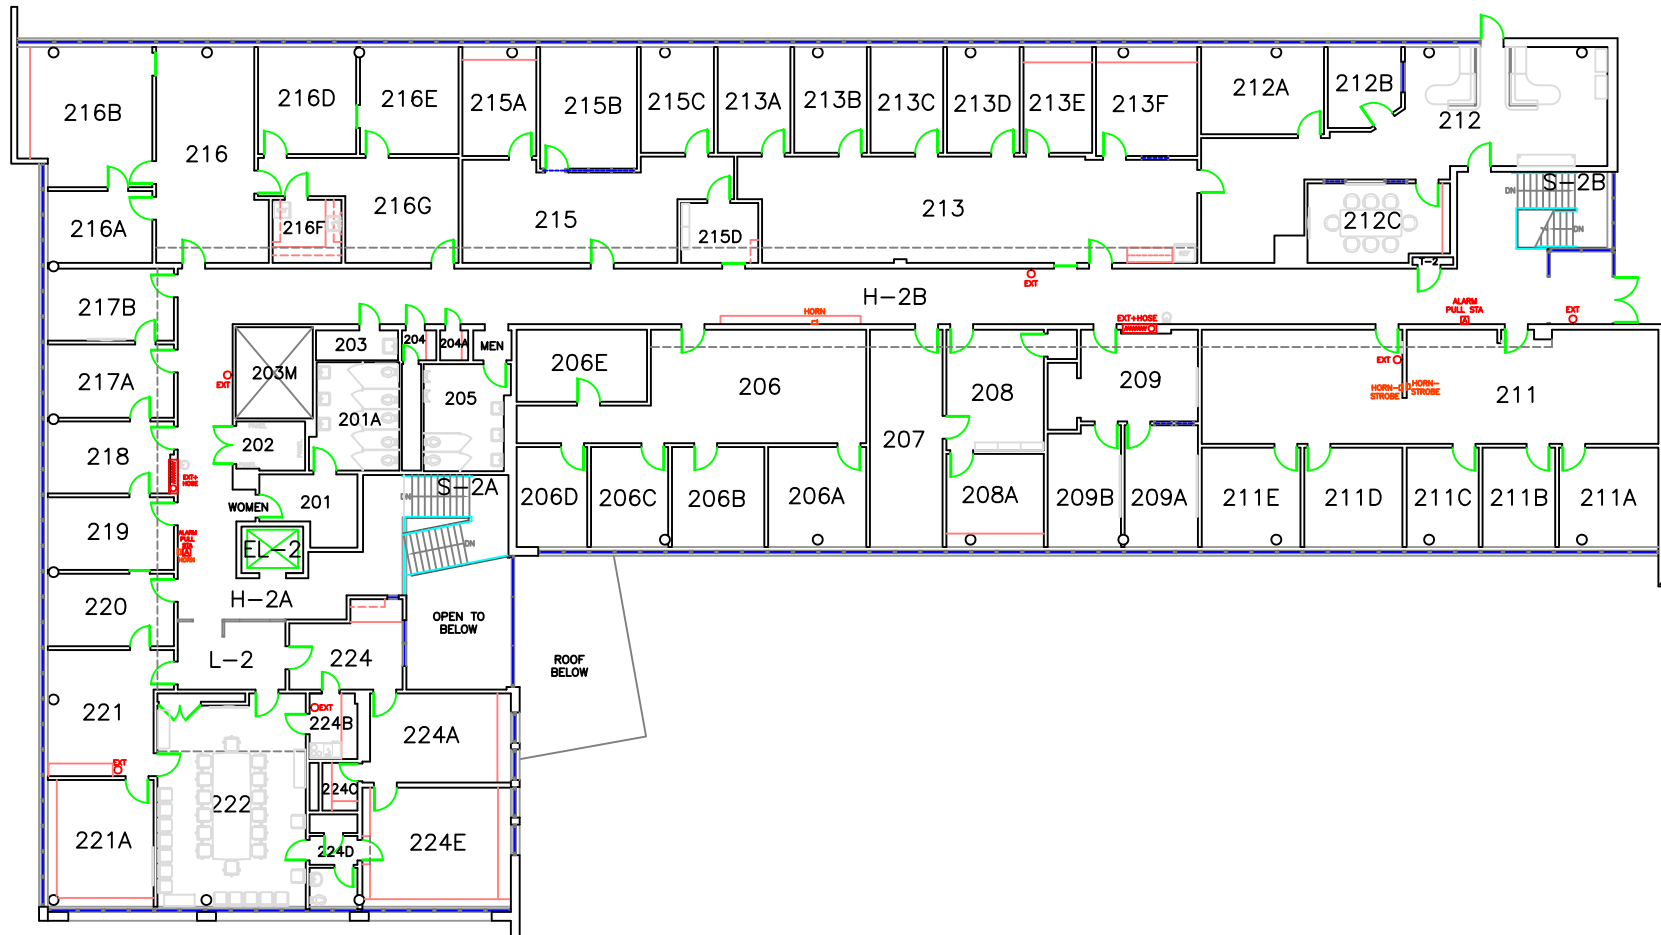 216B
216
216D
216E
215A
215B
215C
213A
213B
213C
213D
213E
213F
212A
212B
212
S-2B
DN
DN
216A
216F
216G
215
215D
213
212C
T-2
217B
H-2B
EXT
HORN
EXT+HOSE
ALARM
PULL STA
A
EXT
203
204
204A
MEN
203M
EXT
217A
206E
206
208
209
EXT
HORN-
STROBE
HORN-
STROBE
211
201A
205
202
207
218
EXT+
HOSE
S-2A
DN
WOMEN
201
206D
206C
206B
206A
208A
209B
209A
211E
211D
211C
211B
211A
219
ALARM
PULL
STA
A
HORN
EL-2
DN
220
H-2A
OPEN TO
BELOW
L-2
224
ROOF
BELOW
221
EXT
224B
224A
EXT
222
224C
221A
224D
224E